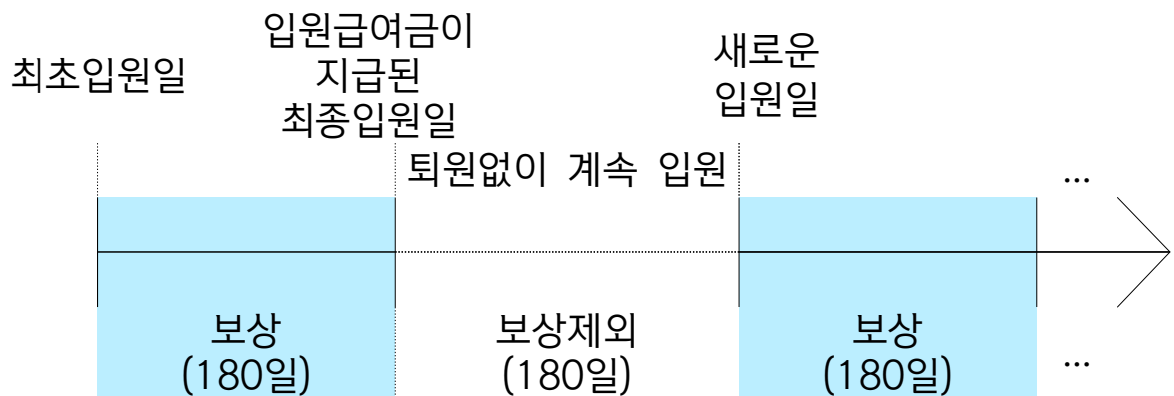 최초입원일
입원급여금이
지급된
최종입원일
새로운
입원일
퇴원없이 계속 입원
...
보상
(180일)
보상제외
(180일)
보상
(180일)
...